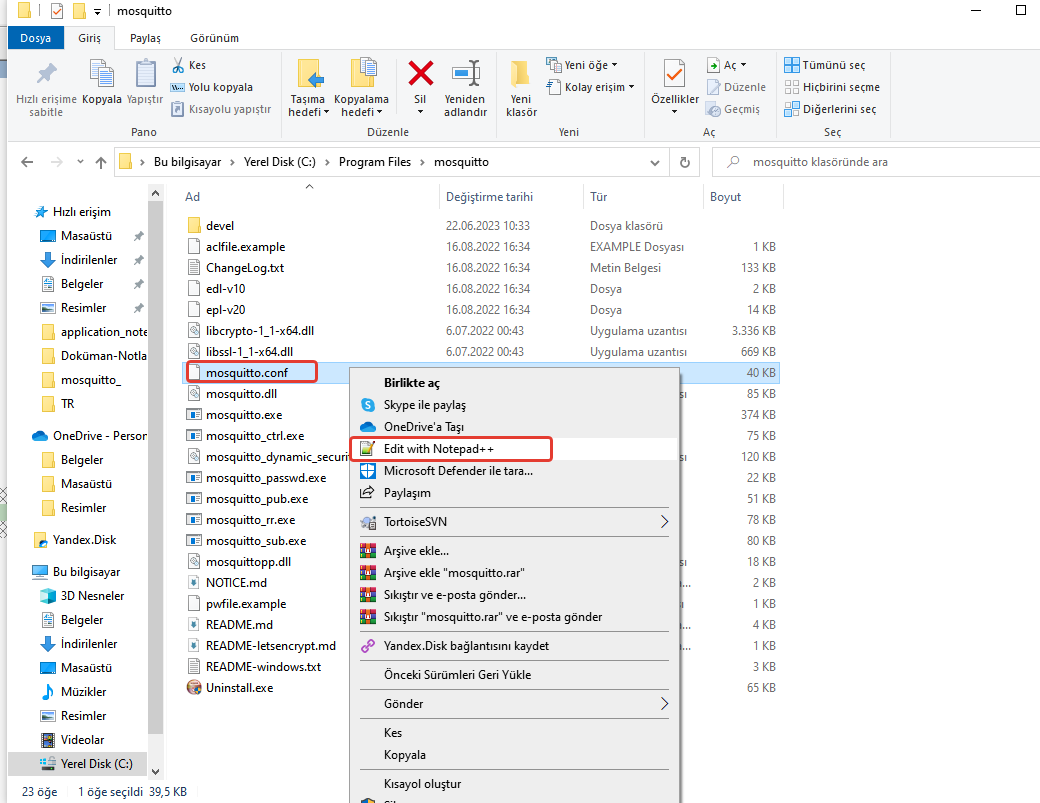 mosquitto
Dosya Giriş Paylaş Görünüm
Hızlı erişime sabitle
Kopyala
Yapıştır
Kes
Yolu kopyala
Kısayolu yapıştır
Pano
Taşıma hedefi
Kopyalama hedefi
Sil
Yeniden adlandır
Düzenle
Yeni klasör
Yeni öğe
Kolay erişim
Yeni
Özellikler
Aç
Düzenle
Geçmiş
Aç
Tümünü seç
Hiçbirini seçme
Diğerlerini seç
Seç
Bu bilgisayar > Yerel Disk (C:) > Program Files > mosquitto
mosquitto klasöründe ara
Hızlı erişim
Masaüstü
İndirilenler
Belgeler
Resimler
application_note
Doküman-Notla
mosquitto_
TR
OneDrive - Person
Belgeler
Masaüstü
Resimler
Yandex.Disk
Bu bilgisayar
3D Nesneler
Belgeler
İndirilenler
Masaüstü
Müzikler
Resimler
Videolar
Yerel Disk (C:)
Ad Değiştirme tarihi Tür Boyut
devel 22.06.2023 10:33 Dosya klasörü
aclfile.example 16.08.2022 16:34 EXAMPLE Dosyası 1 KB
ChangeLog.txt 16.08.2022 16:34 Metin Belgesi 133 KB
edl-v10 16.08.2022 16:34 Dosya 2 KB
epl-v20 16.08.2022 16:34 Dosya 14 KB
libcrypto-1_1-x64.dll 6.07.2022 00:43 Uygulama uzantısı 3.336 KB
libssl-1_1-x64.dll 6.07.2022 00:43 Uygulama uzantısı 669 KB
mosquitto.conf 40 KB
mosquitto.dll 85 KB
mosquitto.exe 374 KB
mosquitto_ctrl.exe 75 KB
mosquitto_dynamic_securi 120 KB
mosquitto_passwd.exe 22 KB
mosquitto_pub.exe 51 KB
mosquitto_rr.exe 78 KB
mosquitto_sub.exe 80 KB
mosquittopp.dll 18 KB
NOTICE.md 2 KB
pwfile.example 1 KB
README.md 4 KB
README-letsencrypt.md 1 KB
README-windows.txt 3 KB
Uninstall.exe 65 KB
Birlikte aç
Skype ile paylaş
OneDrive'a Taşı
Edit with Notepad++
Microsoft Defender ile tara...
Paylaşım
TortoiseSVN
Arşive ekle...
Arşive ekle "mosquitto.rar"
Sıkıştır ve e-posta gönder...
Sıkıştır "mosquitto.rar" ve e-posta gönder
Yandex.Disk bağlantısını kaydet
Önceki Sürümleri Geri Yükle
Gönder
Kes
Kopyala
Kısayol oluştur
23 öğe 1 öğe seçildi 39,5 KB